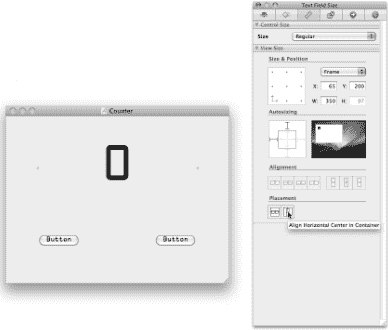 Counter
0
Button
Button
Text Field Size
Control Size
Size
Regular
View Size
Size & Position
Frame
X:
65
Y:
200
W:
350
H:
97
Autosizing
Alignment
Placement
Align Horizontal Center in Container